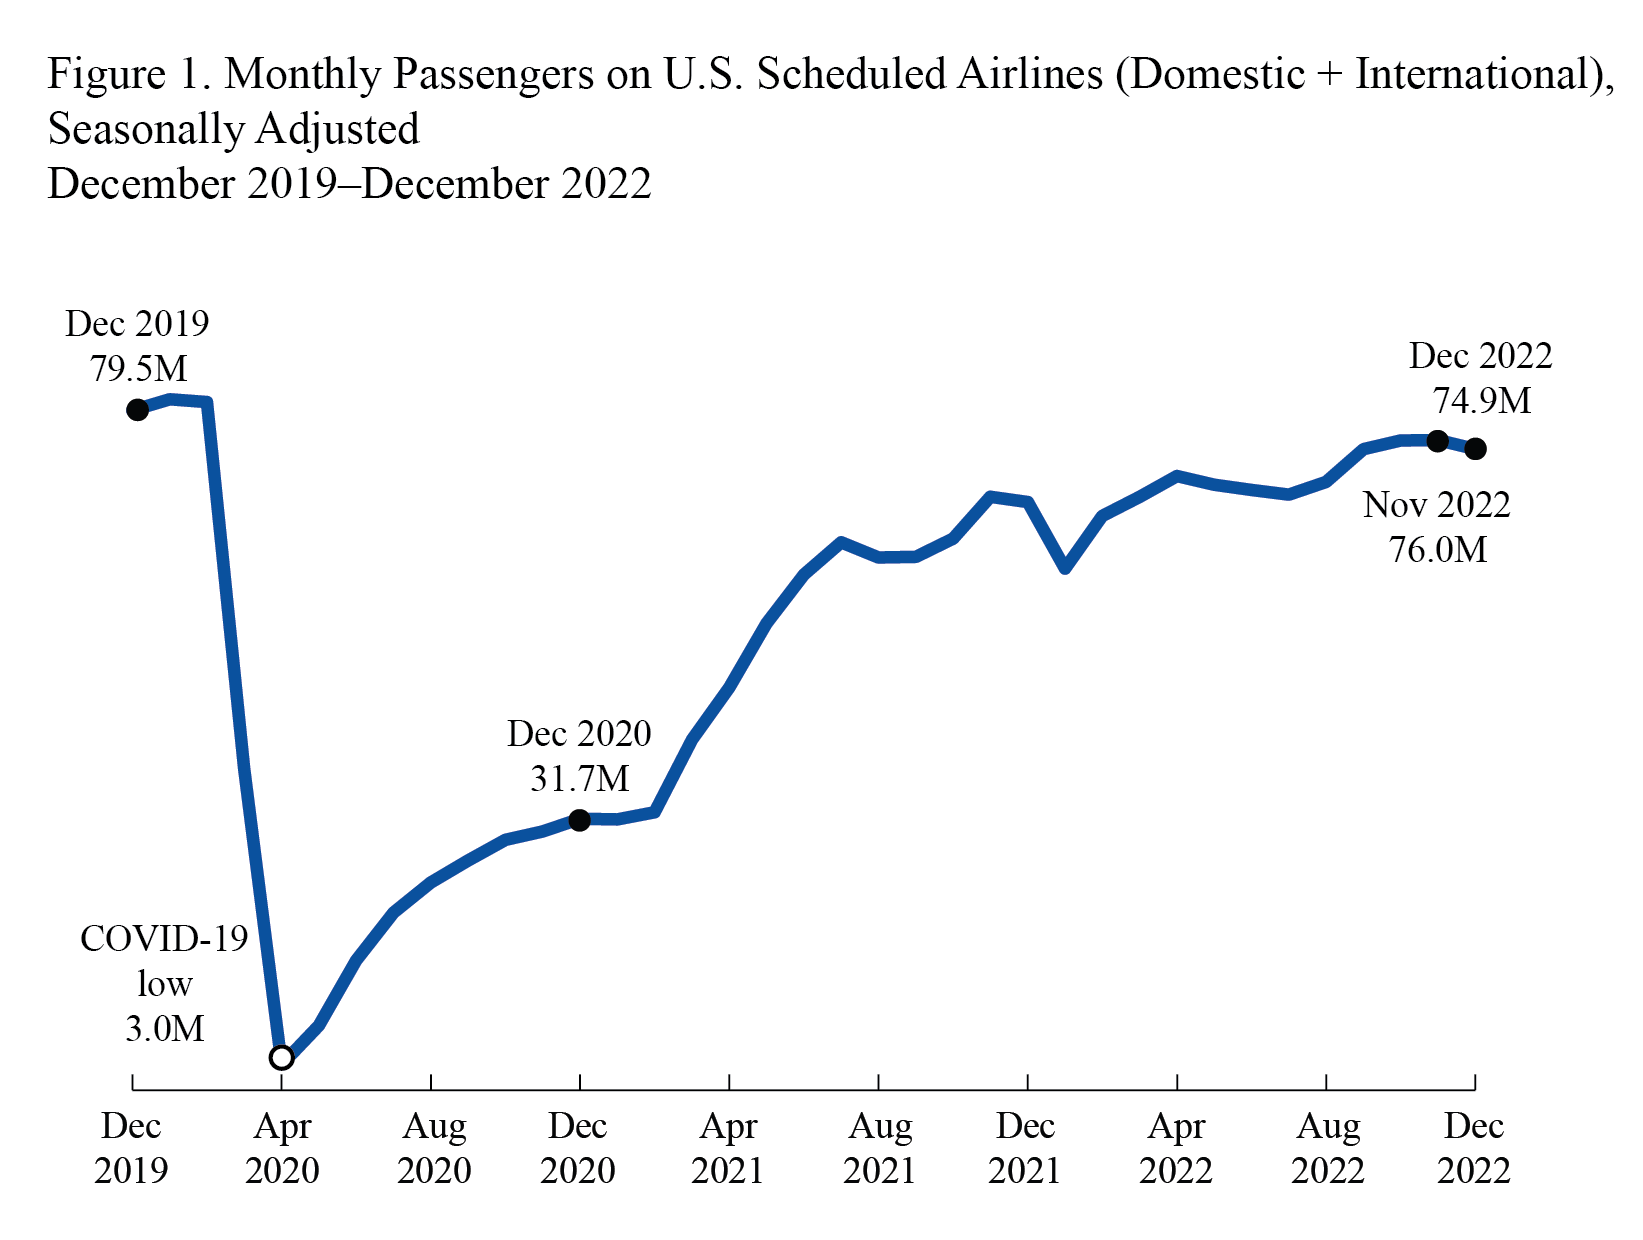 Figure 1. Monthly Passengers on U.S. Scheduled Airlines (Domestic + International),
Seasonally Adjusted
December 2019–December 2022
Dec 2019
79.5M
Dec 2022
74.9M
Nov 2022
76.0M
Dec 2020
31.7M
COVID-19
low
3.0M
Dec
2019
Apr
2020
Aug
2020
Dec
2020
Apr
2021
Aug
2021
Dec
2021
Apr
2022
Aug
2022
Dec
2022